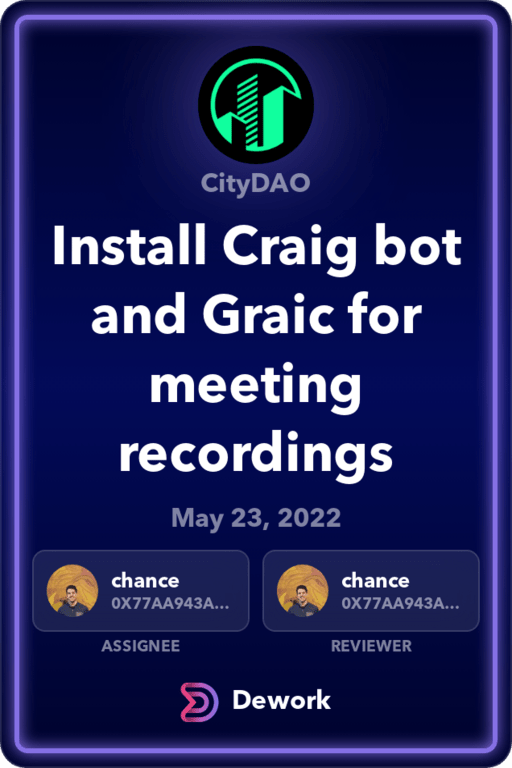 CityDAO
Install Craig bot
and Graic for
meeting
recordings
May 23, 2022
chance
0X77AA943A...
ASSIGNEE
chance
0X77AA943A...
REVIEWER
Dework